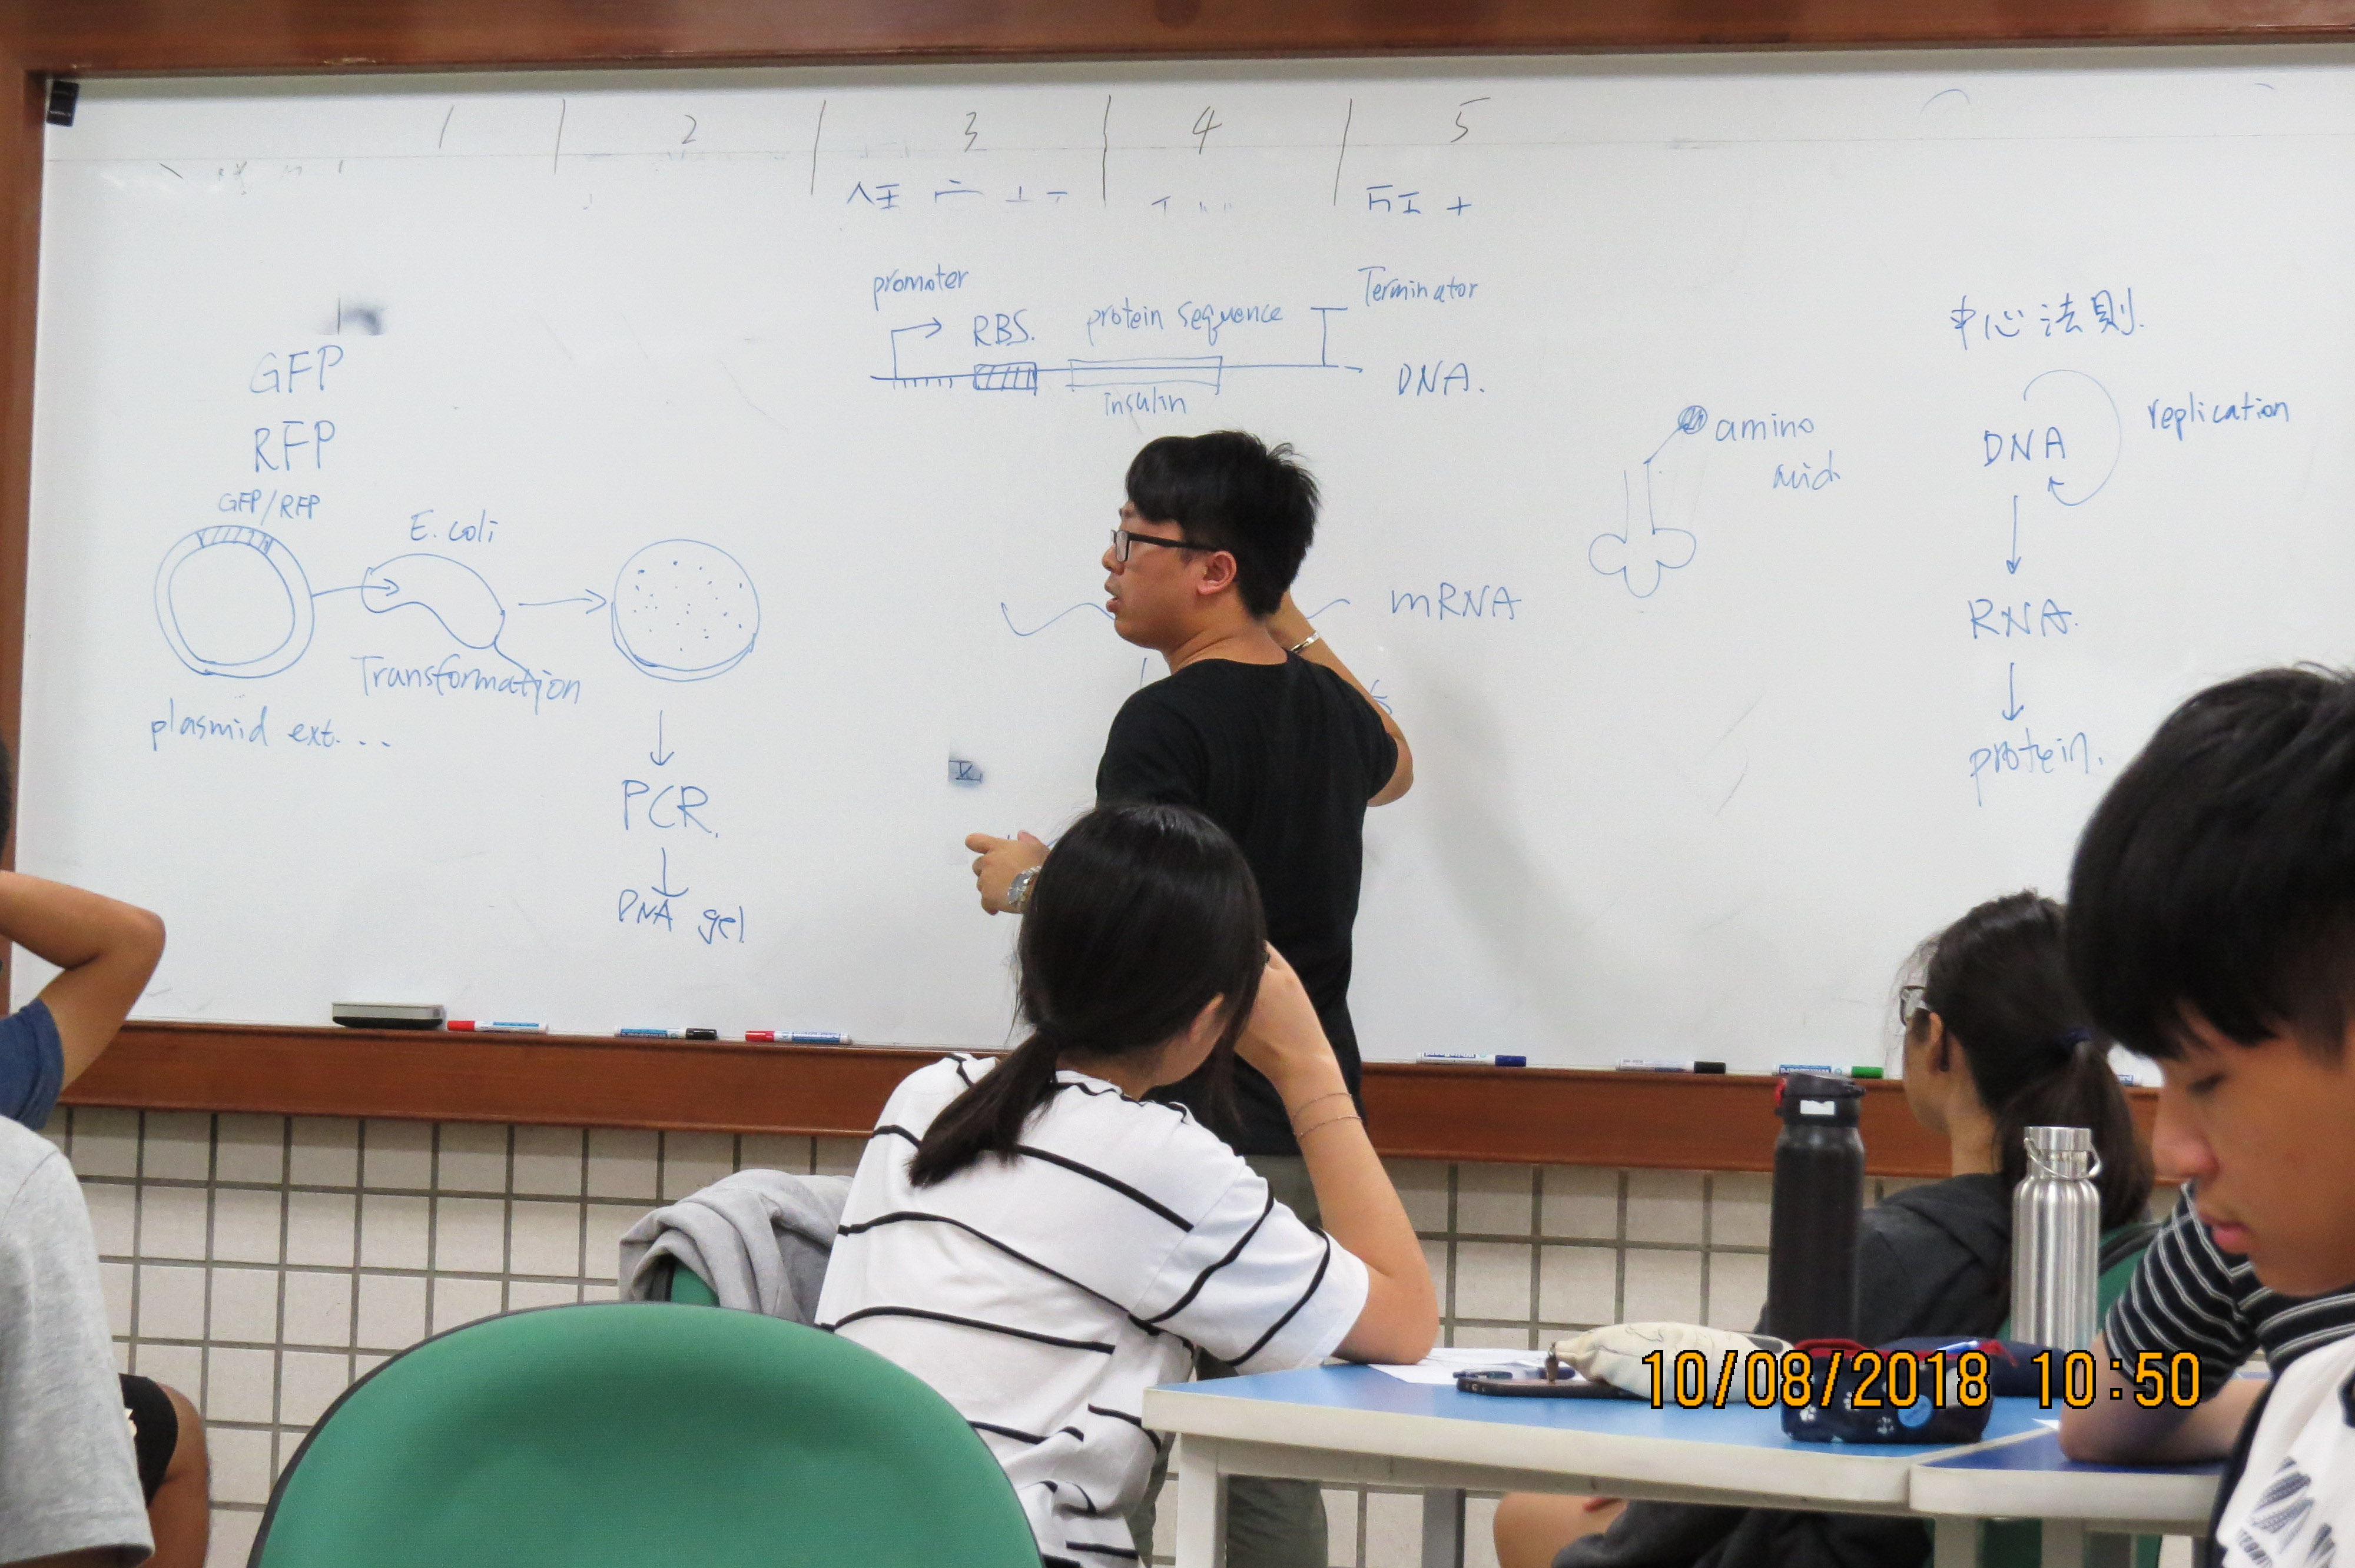 1 2 3 4 5
GFP
RFP
GFP/RFP
E. coli
Transformation
plasmid ext. ...
PCR.
DNA gel
promoter
RBS.
protein sequence
Terminator
insulin
DNA.
mRNA
amino
acid
中心法則.
DNA
replication
RNA.
protein.
10/08/2018 10:50